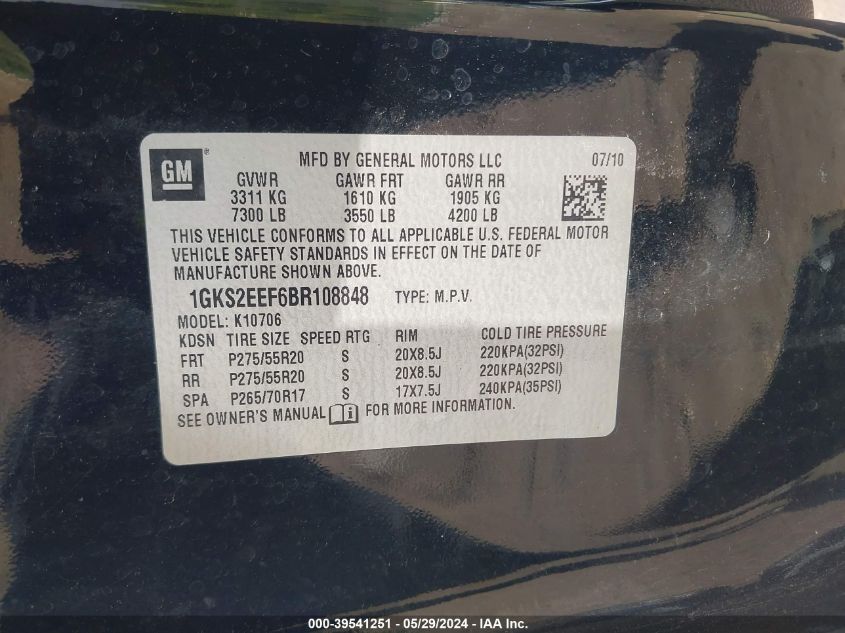 GM ® MFD BY GENERAL MOTORS LLC 07/10
GVWR GAWR FRT GAWR RR
3311 KG 1610 KG 1905 KG
7300 LB 3550 LB 4200 LB
THIS VEHICLE CONFORMS TO ALL APPLICABLE U.S. FEDERAL MOTOR
VEHICLE SAFETY STANDARDS IN EFFECT ON THE DATE OF
MANUFACTURE SHOWN ABOVE.
1GKS2EEF6BR108848 TYPE: M.P.V.
MODEL: K10706
KDSN TIRE SIZE SPEED RTG RIM COLD TIRE PRESSURE
FRT P275/55R20 S 20X8.5J 220KPA(32PSI)
RR P275/55R20 S 20X8.5J 220KPA(32PSI)
SPA P265/70R17 S 17X7.5J 240KPA(35PSI)
SEE OWNER'S MANUAL i FOR MORE INFORMATION.
000-39541251 - 05/29/2024 - IAA Inc.